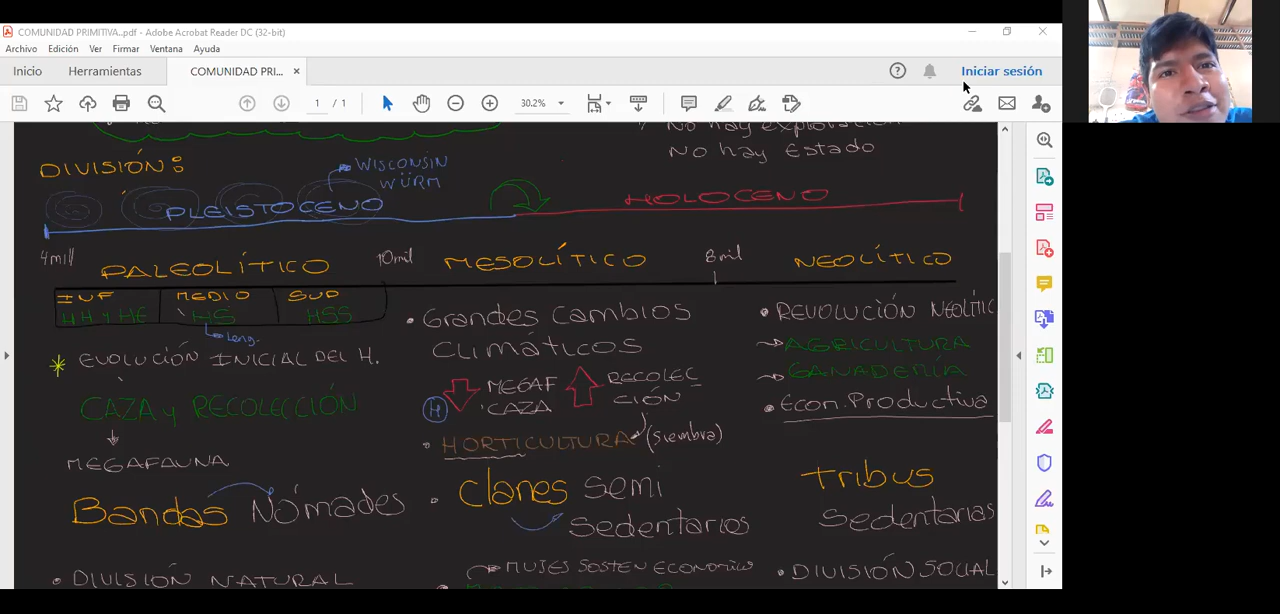 COMUNIDAD PRIMITIVA..pdf - Adobe Acrobat Reader DC (32-bit)
Archivo Edición Ver Firmar Ventana Ayuda
Inicio Herramientas COMUNIDAD PRI... × Iniciar sesión
1 / 1 30.2%
No hay explotación
No hay Estado
DIVISIÓN:
WISCONSIN
WÜRM
PLEISTOCENO HOLOCENO
4mill PALEOLÍTICO 10mil MESOLÍTICO 8mil NEOLÍTICO
INF MEDIO SUP
HH y HE HS HSS
Leng.
* EVOLUCIÓN INICIAL DEL H.
CAZA y RECOLECCIÓN
MEGAFAUNA
Bandas Nómades
• DIVISIÓN NATURAL
• Grandes cambios
climáticos
MEGAF RECOLEC
H CAZA CIÓN
• HORTICULTURA (siembra)
• clanes semi
sedentarios
MUJES SOSTEN ECONOMICO
• REVOLUCIÓN NEOLÍTIC
→ AGRICULTURA
→ GANADERÍA
• Econ. Productiva
Tribus
Sedentarias
• DIVISIÓN SOCIAL